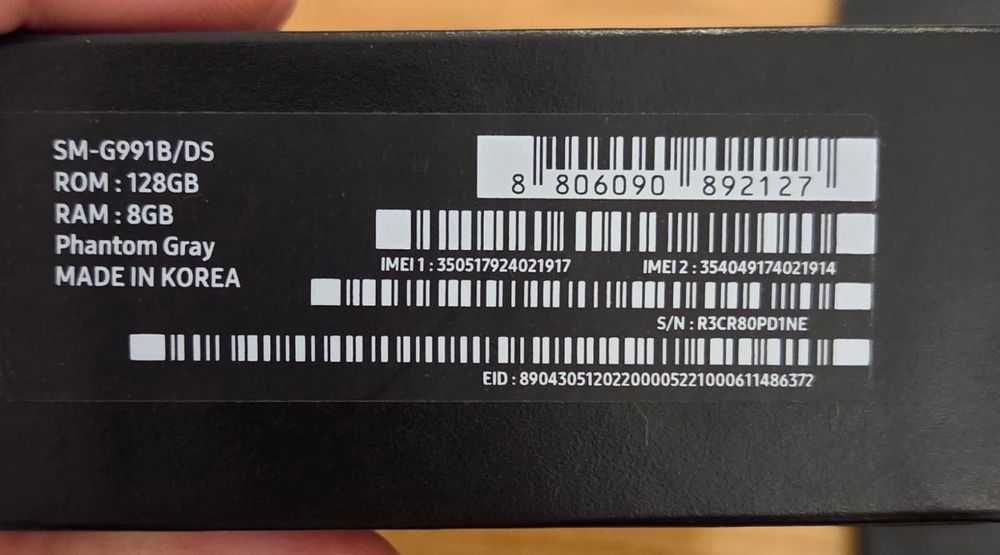 SM-G991B/DS
ROM : 128GB
RAM : 8GB
Phantom Gray
MADE IN KOREA
8 806090 892127
IMEI 1 : 350517924021917
IMEI 2 : 354049174021914
S/N : R3CR80PD1NE
EID : 89043051202200005221000611486372